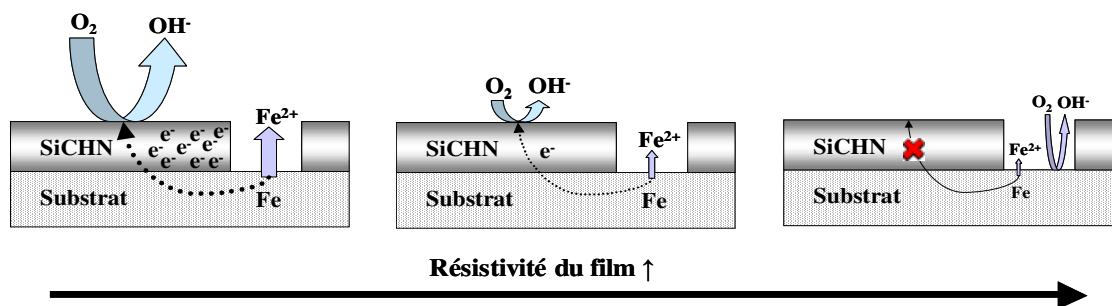 O₂ OH⁻
Fe²⁺
e⁻ e⁻ e⁻
e⁻ e⁻
e⁻ e⁻ e⁻
SiCHN
Substrat
Fe
O₂ OH⁻
Fe²⁺
SiCHN
e⁻
Substrat
Fe
O₂ OH⁻
Fe²⁺
SiCHN
Substrat
Fe
Résistivité du film ↑